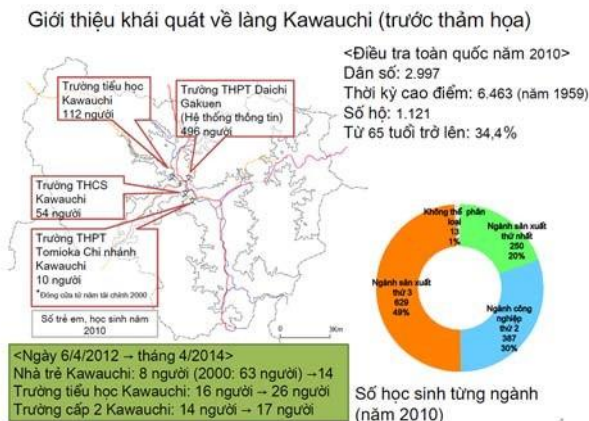 Giới thiệu khái quát về làng Kawauchi (trước thảm họa)
<Điều tra toàn quốc năm 2010>
Dân số: 2.997
Thời kỳ cao điểm: 6.463 (năm 1959)
Số hộ: 1.121
Từ 65 tuổi trở lên: 34,4%
Trường tiểu học
Kawauchi
112 người
Trường THPT Daichi
Gakuen
(Hệ thống thông tin)
496 người
Trường THCS
Kawauchi
54 người
Trường THPT
Tomioka Chi nhánh
Kawauchi
10 người
*Đóng cửa từ năm tài chính 2000
Số trẻ em, học sinh năm
2010
Không thể phân
loại
13
1%
Ngành sản xuất
thứ nhất
250
20%
Ngành sản xuất
thứ 3
629
49%
Ngành công
nghiệp
thứ 2
387
30%
<Ngày 6/4/2012 → tháng 4/2014>
Nhà trẻ Kawauchi: 8 người (2000: 63 người) →14
Trường tiểu học Kawauchi: 16 người → 26 người
Trường cấp 2 Kawauchi: 14 người → 17 người
Số học sinh từng ngành
(năm 2010)